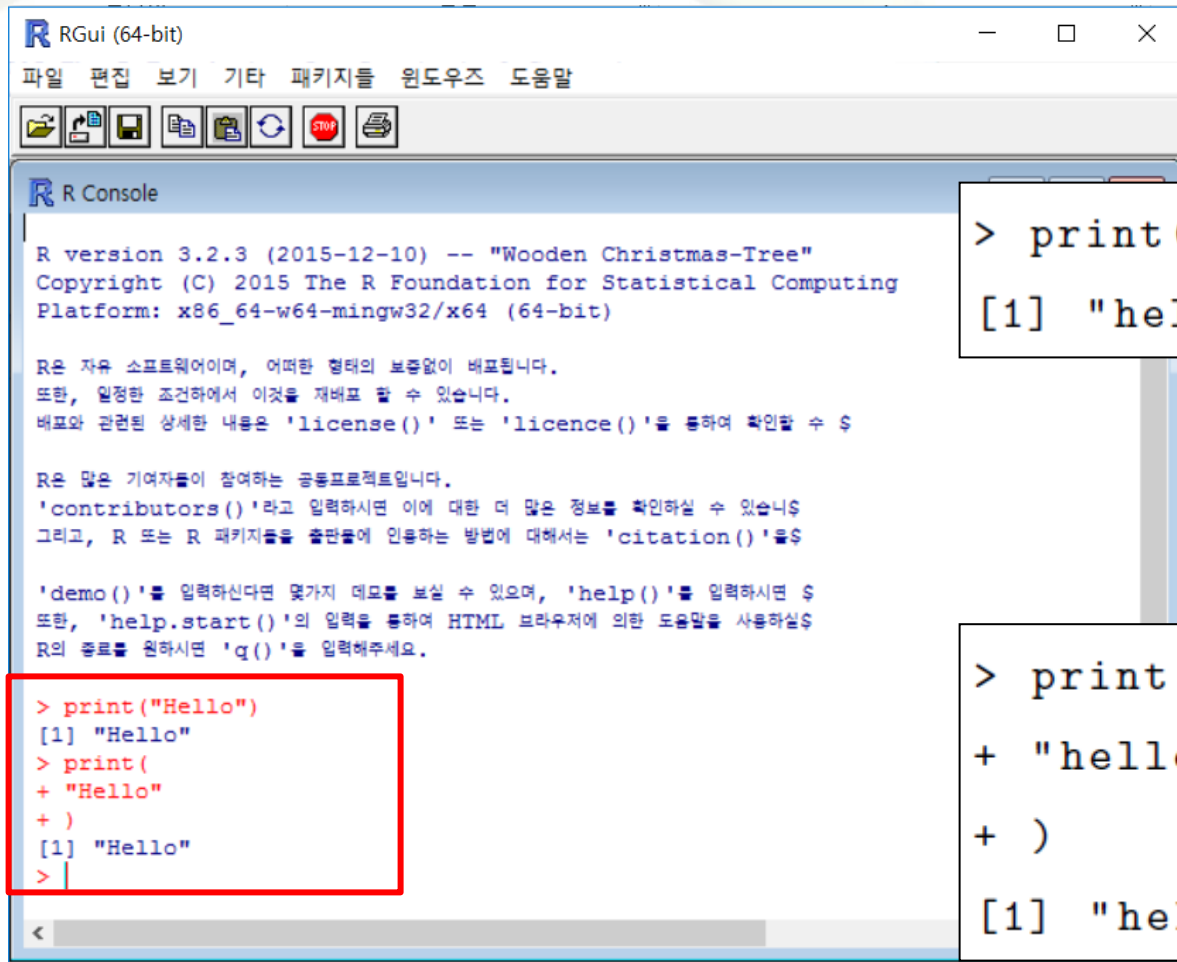 RGui (64-bit)
파일 편집 보기 기타 패키지들 윈도우즈 도움말
STOP
R Console
R version 3.2.3 (2015-12-10) -- "Wooden Christmas-Tree"
Copyright (C) 2015 The R Foundation for Statistical Computing
Platform: x86_64-w64-mingw32/x64 (64-bit)
R은 자유 소프트웨어이며, 어떠한 형태의 보증없이 배포됩니다.
또한, 일정한 조건하에서 이것을 재배포 할 수 있습니다.
배포와 관련된 상세한 내용은 'license()' 또는 'licence()'을 통하여 확인할 수 $
R은 많은 기여자들이 참여하는 공동프로젝트입니다.
'contributors()'라고 입력하시면 이에 대한 더 많은 정보를 확인하실 수 있습니$
그리고, R 또는 R 패키지들을 출판물에 인용하는 방법에 대해서는 'citation()'을$
'demo()'를 입력하신다면 몇가지 데모를 보실 수 있으며, 'help()'를 입력하시면 $
또한, 'help.start()'의 입력을 통하여 HTML 브라우저에 의한 도움말을 사용하실$
R의 종료를 원하시면 'q()'을 입력해주세요.
> print("Hello")
[1] "Hello"
> print(
+ "Hello"
+ )
[1] "Hello"
>
> print(
[1] "hel
> print
+ "hello
+ )
[1] "hel